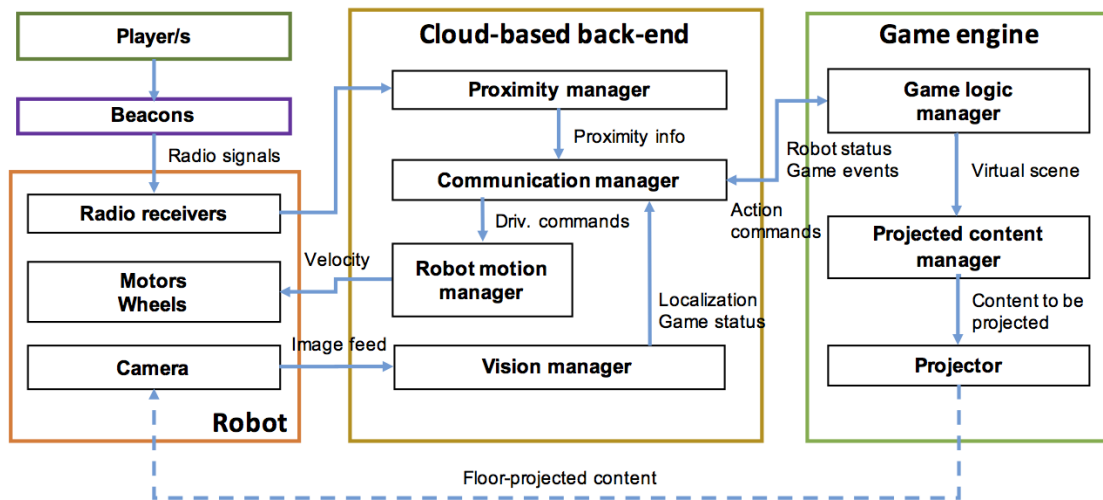 Player/s
Beacons
Radio signals
Radio receivers
Motors
Wheels
Camera
Robot
Velocity
Image feed
Cloud-based back-end
Proximity manager
Proximity info
Communication manager
Driv. commands
Robot motion
manager
Localization
Game status
Vision manager
Robot status
Game events
Action
commands
Game engine
Game logic
manager
Virtual scene
Projected content
manager
Content to be
projected
Projector
Floor-projected content